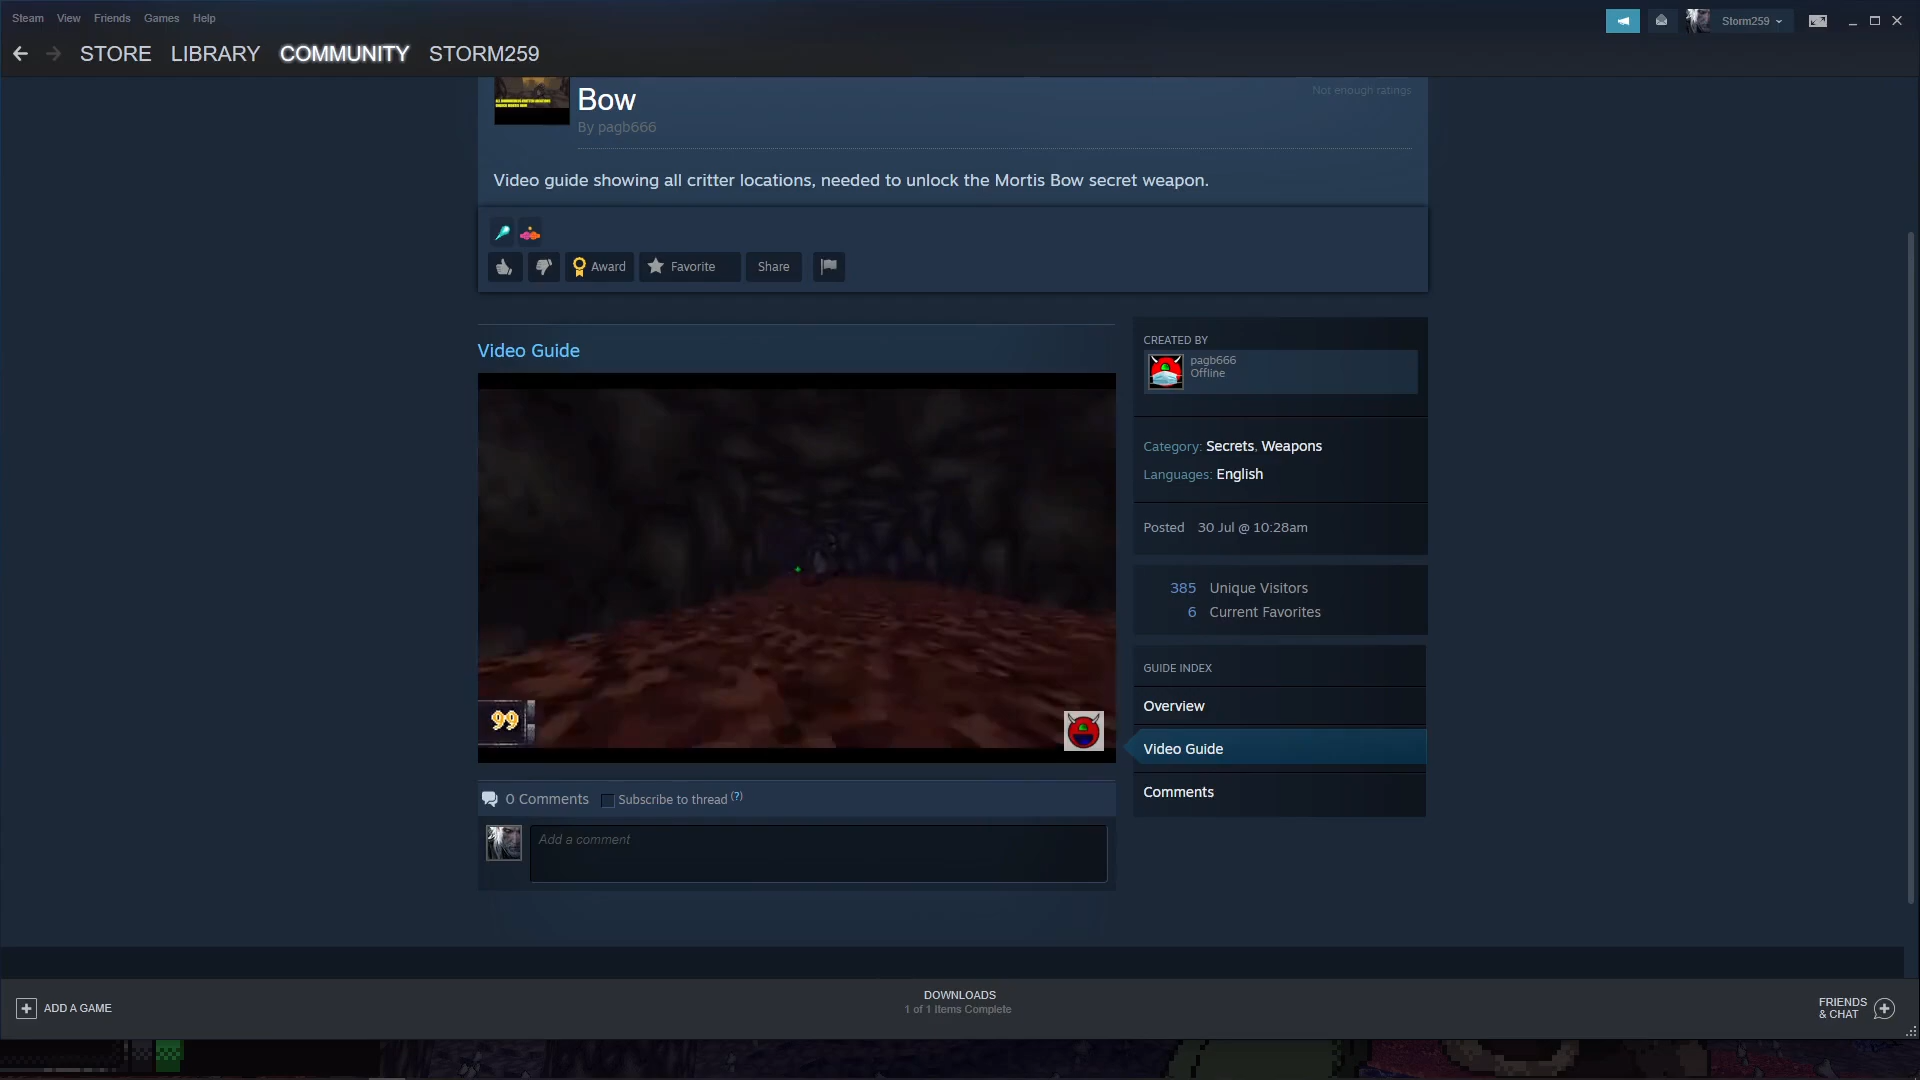 Steam View Friends Games Help
Storm259
STORE LIBRARY COMMUNITY STORM259
Bow
Not enough ratings
By pagb666
Video guide showing all critter locations, needed to unlock the Mortis Bow secret weapon.
Award Favorite Share
Video Guide
99
CREATED BY
pagb666
Offline
Category: Secrets, Weapons
Languages: English
Posted 30 Jul @ 10:28am
385 Unique Visitors
6 Current Favorites
GUIDE INDEX
Overview
Video Guide
Comments
0 Comments Subscribe to thread (?)
Add a comment
ADD A GAME
DOWNLOADS
1 of 1 Items Complete
FRIENDS
& CHAT